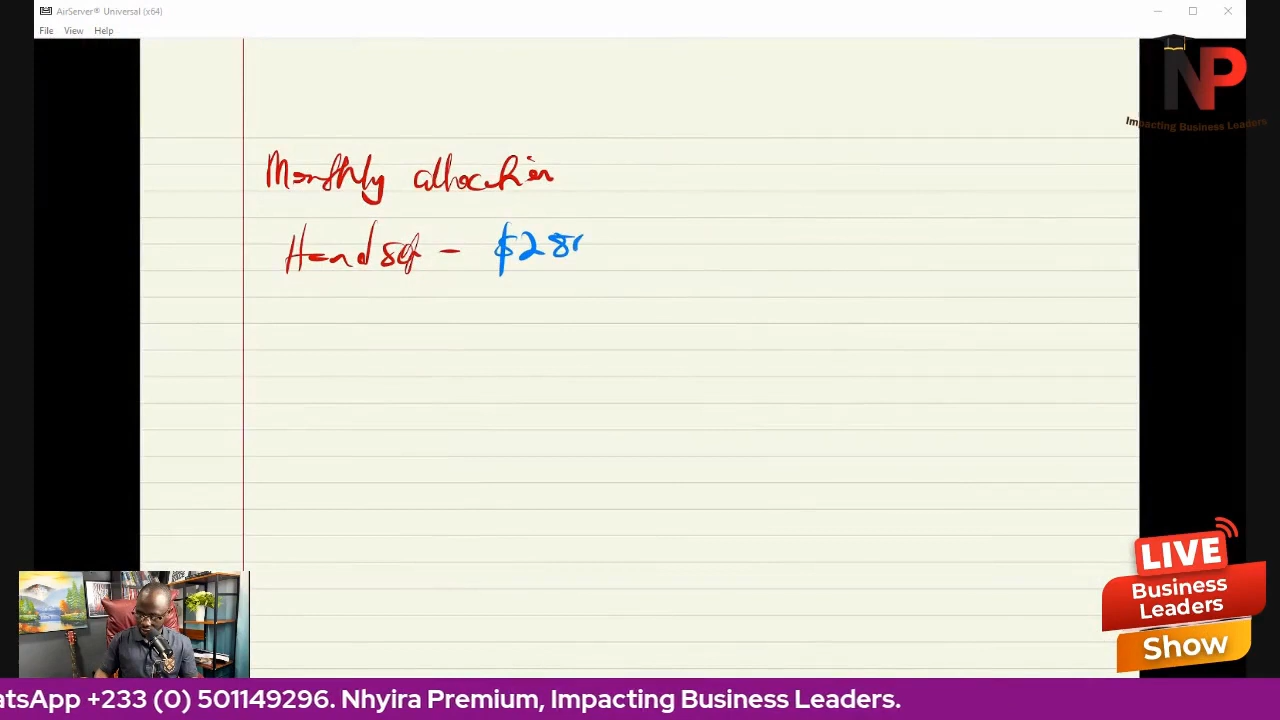 AirServer® Universal (x64)
File View Help
NP
Impacting Business Leaders
Monthly allocation
- $28
LIVE
Business
Leaders
Show
atsApp +233 (0) 501149296. Nhyira Premium, Impacting Business Leaders.